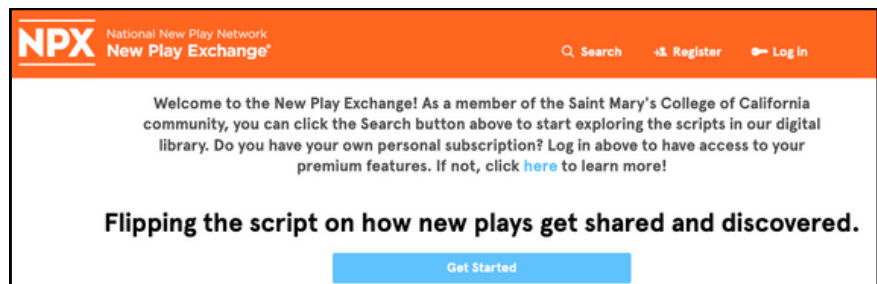 NPX
National New Play Network
New Play Exchange®
Search
Register
Log in
Welcome to the New Play Exchange! As a member of the Saint Mary's College of California
community, you can click the Search button above to start exploring the scripts in our digital
library. Do you have your own personal subscription? Log in above to have access to your
premium features. If not, click here to learn more!
Flipping the script on how new plays get shared and discovered.
Get Started